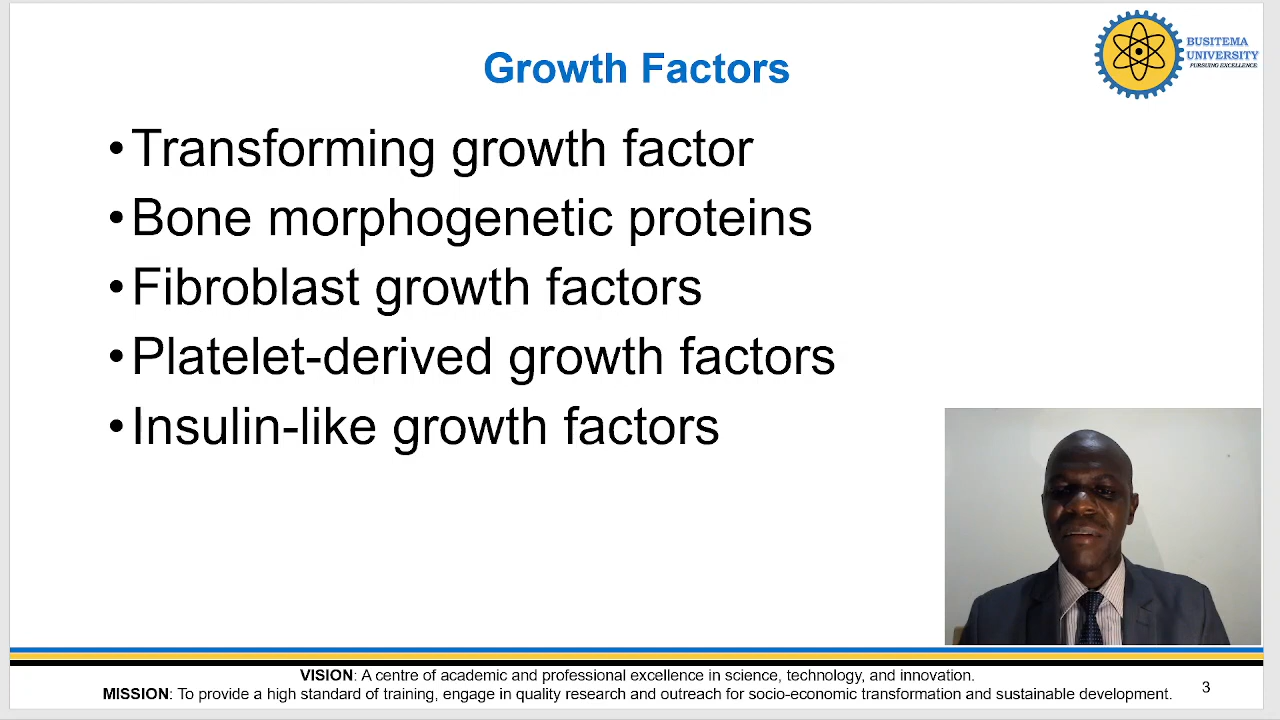 Growth Factors
BUSITEMA
UNIVERSITY
PURSUING EXCELLENCE
•Transforming growth factor
•Bone morphogenetic proteins
•Fibroblast growth factors
•Platelet-derived growth factors
•Insulin-like growth factors
VISION: A centre of academic and professional excellence in science, technology, and innovation.
MISSION: To provide a high standard of training, engage in quality research and outreach for socio-economic transformation and sustainable development.
3